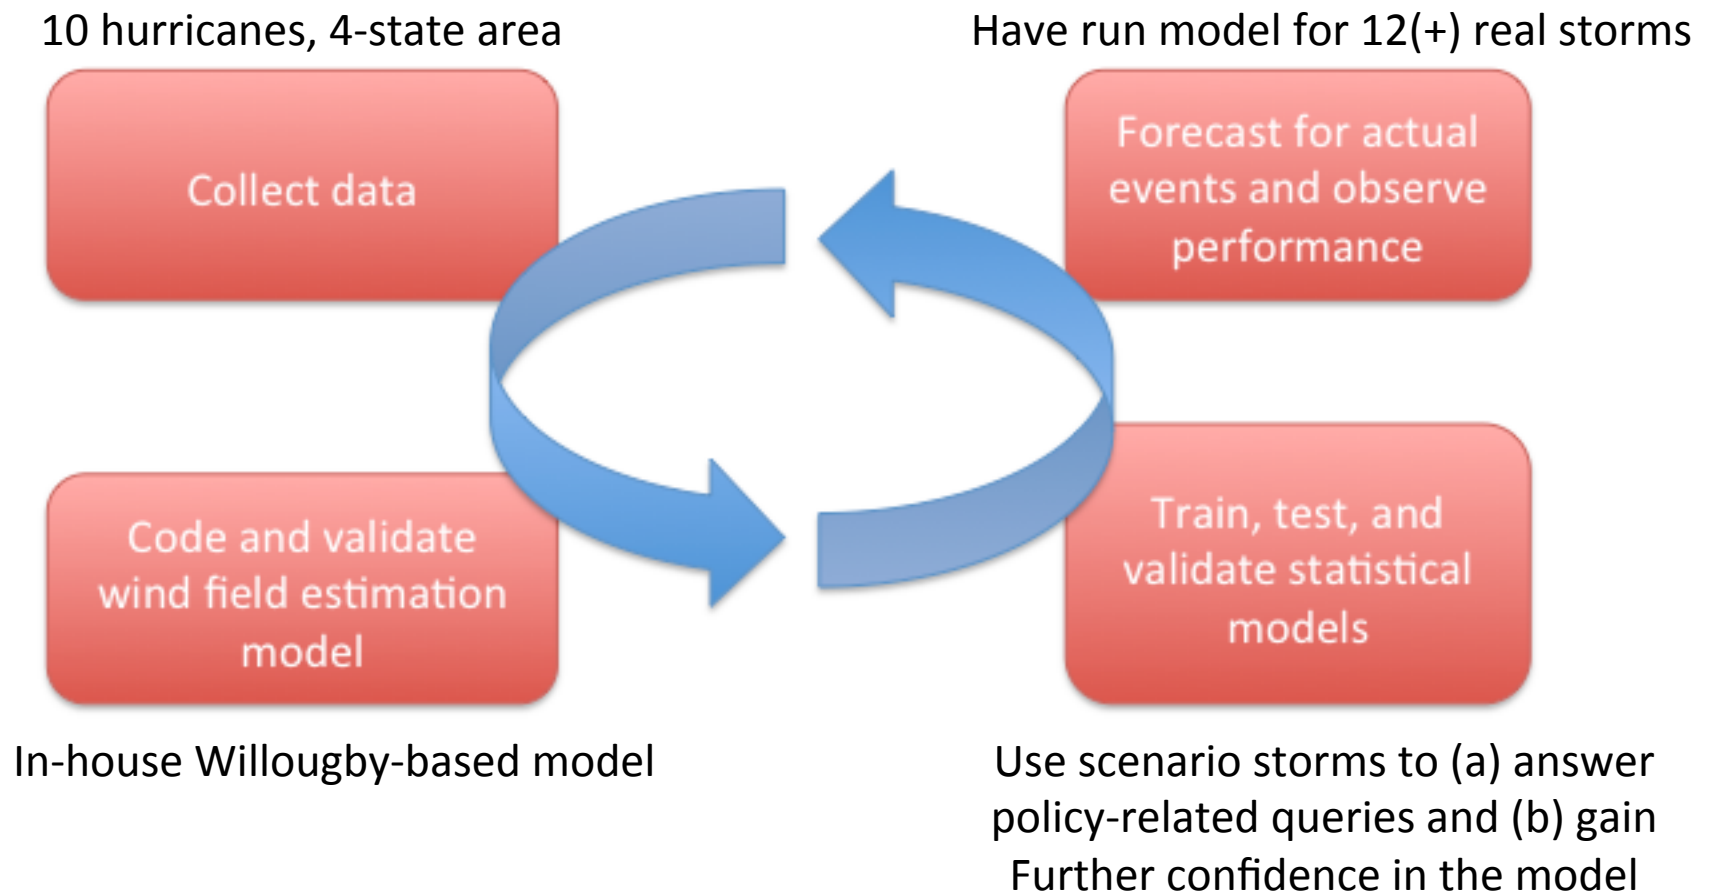 10 hurricanes, 4-state area
Collect data
Have run model for 12(+) real storms
Forecast for actual
events and observe
performance
Code and validate
wind field estimation
model
In-house Willougby-based model
Train, test, and
validate statistical
models
Use scenario storms to (a) answer
policy-related queries and (b) gain
Further confidence in the model